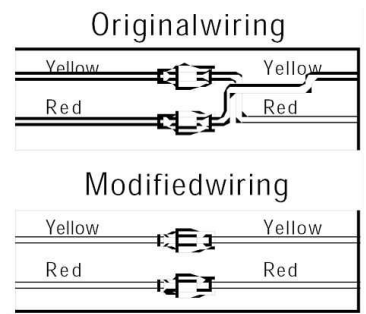 Originalwiring
Yellow Yellow
Red Red
Modifiedwiring
Yellow Yellow
Red Red